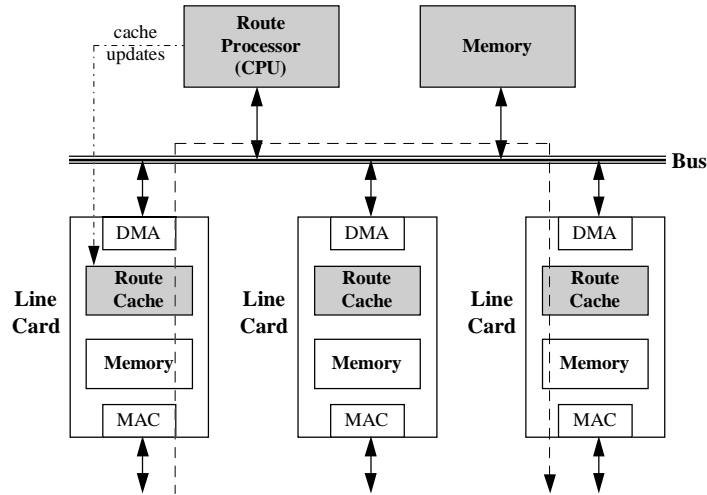 cache
updates
Route
Processor
(CPU)
Memory
Bus
DMA
Route
Cache
Memory
MAC
Line
Card
DMA
Route
Cache
Memory
MAC
Line
Card
DMA
Route
Cache
Memory
MAC
Line
Card